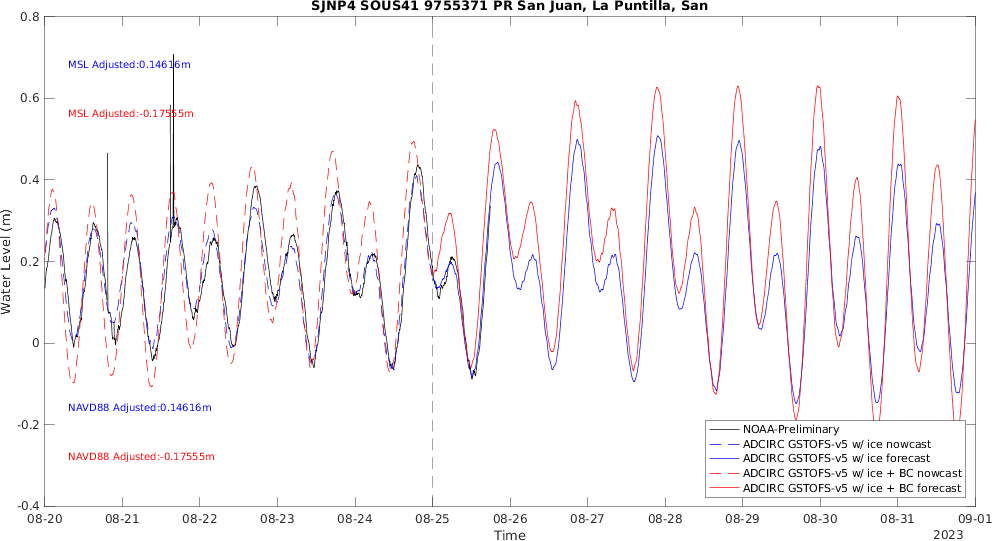 SJNP4 SOUS41 9755371 PR San Juan, La Puntilla, San
0.8
0.6
0.4
0.2
0
-0.2
-0.4
Water Level (m)
MSL Adjusted:0.14616m
MSL Adjusted:-0.17555m
NAVD88 Adjusted:0.14616m
NAVD88 Adjusted:-0.17555m
NOAA-Preliminary
ADCIRC GSTOFS-v5 w/ ice nowcast
ADCIRC GSTOFS-v5 w/ ice forecast
ADCIRC GSTOFS-v5 w/ ice + BC nowcast
ADCIRC GSTOFS-v5 w/ ice + BC forecast
08-20 08-21 08-22 08-23 08-24 08-25 08-26 08-27 08-28 08-29 08-30 08-31 09-01
Time
2023